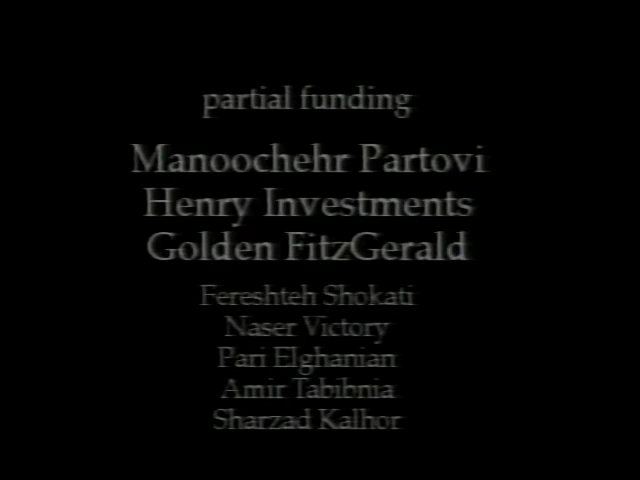 partial funding
Manoochehr Partovi
Henry Investments
Golden FitzGerald
Fereshteh Shokati
Naser Victory
Pari Elghanian
Amir Tabibnia
Sharzad Kalhor